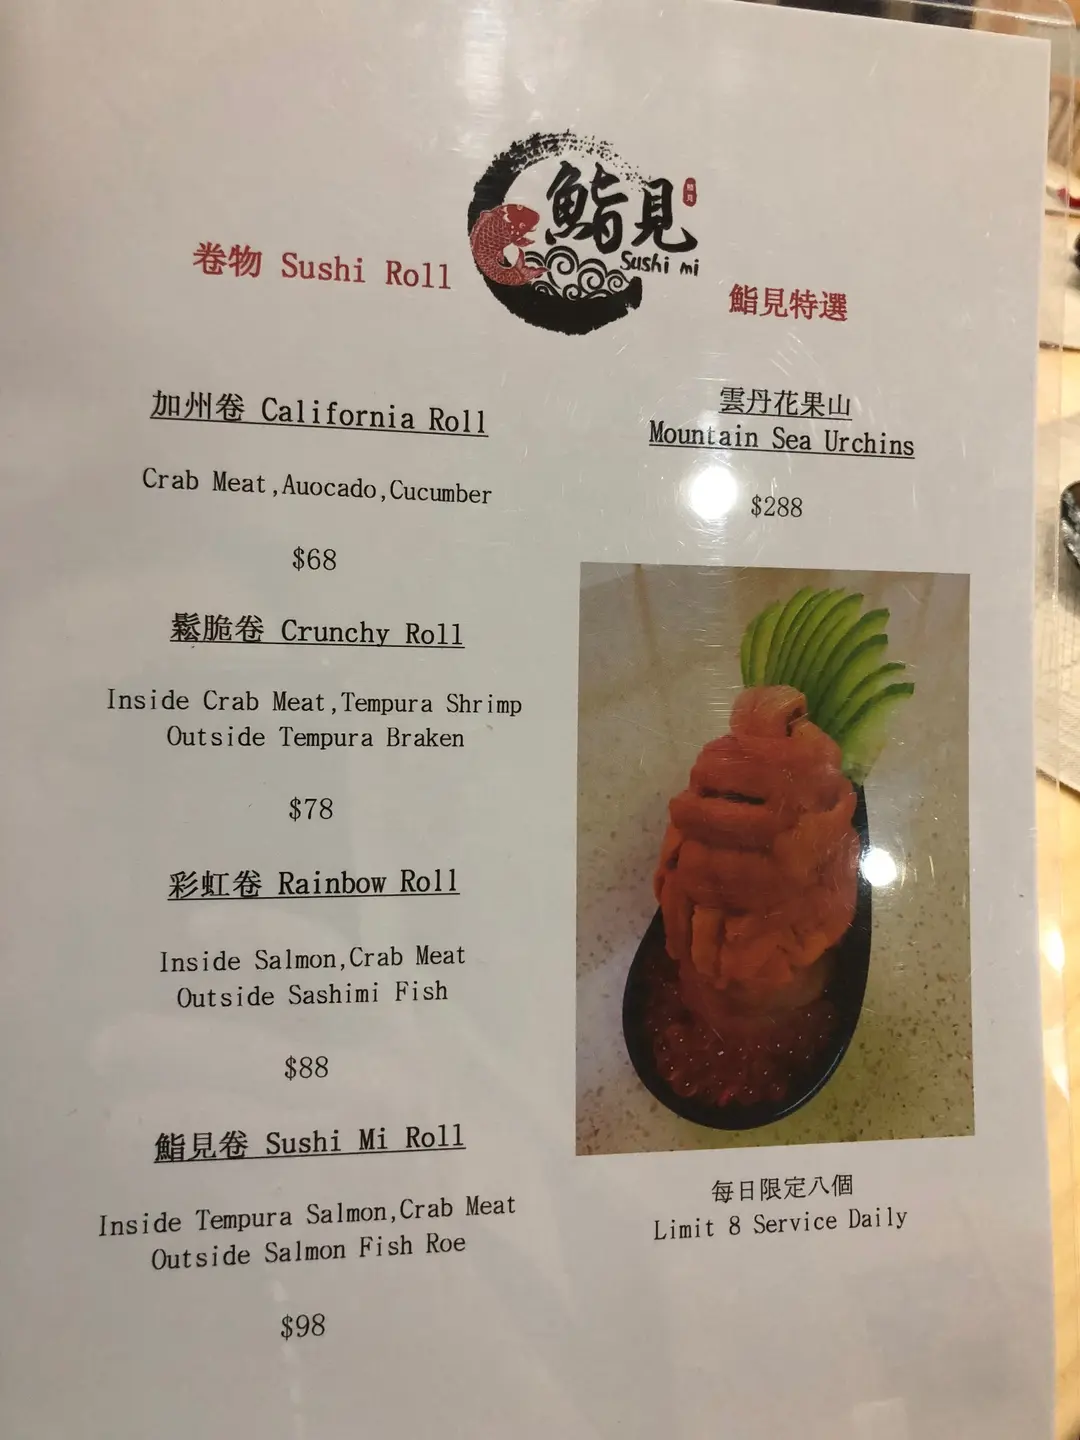 鮨見
Sushi mi
卷物 Sushi Roll
加州卷 California Roll
Crab Meat,Auocado,Cucumber
$68
鬆脆卷 Crunchy Roll
Inside Crab Meat,Tempura Shrimp
Outside Tempura Braken
$78
彩虹卷 Rainbow Roll
Inside Salmon,Crab Meat
Outside Sashimi Fish
$88
鮨見卷 Sushi Mi Roll
Inside Tempura Salmon,Crab Meat
Outside Salmon Fish Roe
$98
鮨見特選
雲丹花果山
Mountain Sea Urchins
$288
每日限定八個
Limit 8 Service Daily